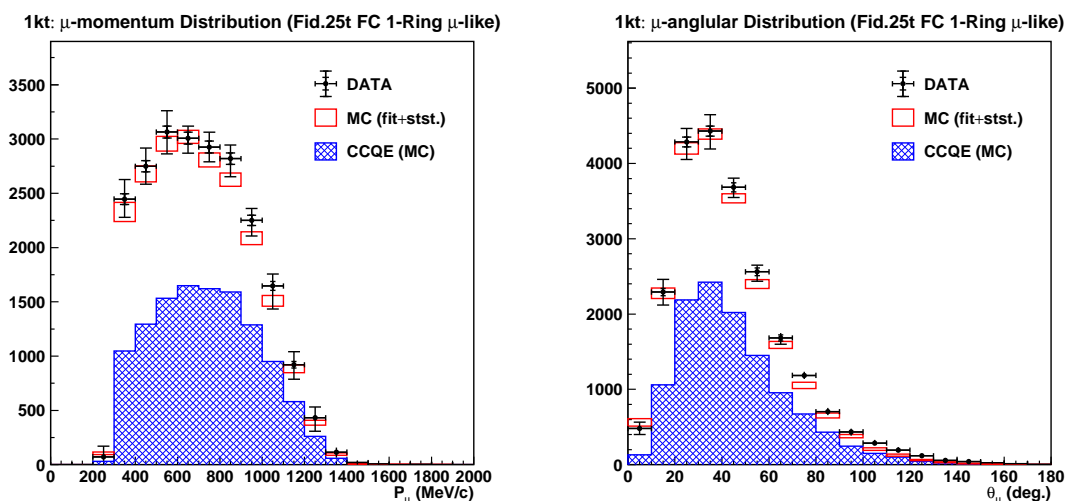 1kt: μ-momentum Distribution (Fid.25t FC 1-Ring μ-like)
DATA
MC (fit+stst.)
CCQE (MC)
3500
3000
2500
2000
1500
1000
500
0
0 200 400 600 800 1000 1200 1400 1600 1800 2000
Pμ (MeV/c)
1kt: μ-anglular Distribution (Fid.25t FC 1-Ring μ-like)
DATA
MC (fit+stst.)
CCQE (MC)
5000
4000
3000
2000
1000
0
0 20 40 60 80 100 120 140 160 180
θμ (deg.)